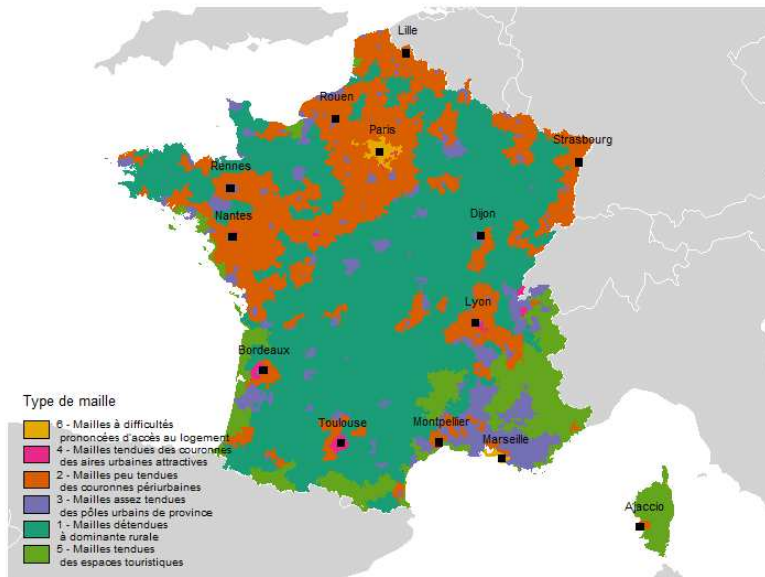 Lille
Rouen
Paris
Strasbourg
Rennes
Nantes
Dijon
Lyon
Bordeaux
Type de maille
6 - Mailles à difficultés
prononcées d'accès au logement
4 - Mailles tendues des couronnes
des aires urbaines attractives
2 - Mailles peu tendues
des couronnes périurbaines
3 - Mailles assez tendues
des pôles urbains de province
1 - Mailles détendues
à dominante rurale
5 - Mailles tendues
des espaces touristiques
Toulouse
Montpellier
Marseille
Ajaccio